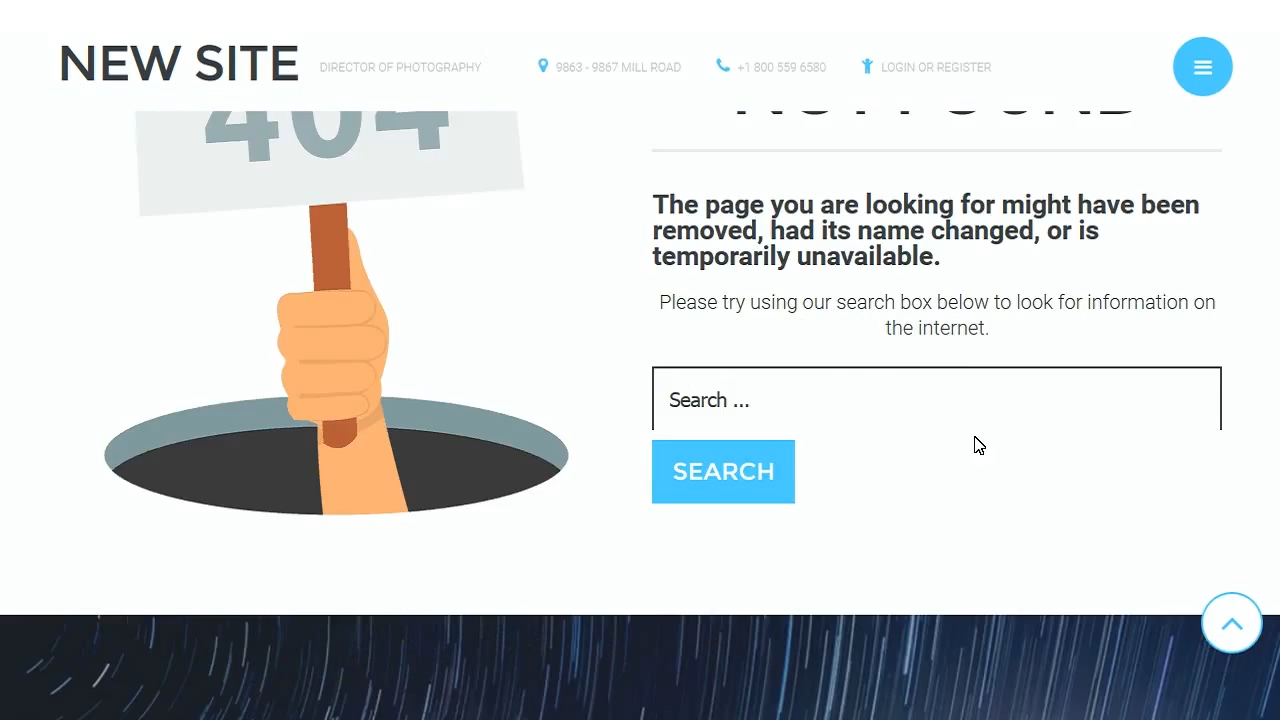 NEW SITE DIRECTOR OF PHOTOGRAPHY 9863 - 9867 MILL ROAD +1 800 559 6580 LOGIN OR REGISTER
404
The page you are looking for might have been
removed, had its name changed, or is
temporarily unavailable.
Please try using our search box below to look for information on
the internet.
Search ...
SEARCH